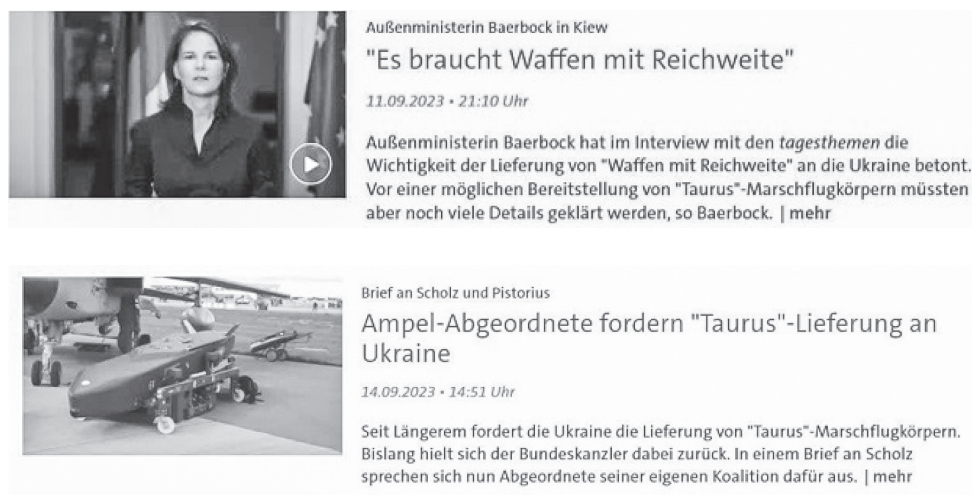 Außenministerin Baerbock in Kiew
"Es braucht Waffen mit Reichweite"
11.09.2023 • 21:10 Uhr
Außenministerin Baerbock hat im Interview mit den tagesthemen die
Wichtigkeit der Lieferung von "Waffen mit Reichweite" an die Ukraine betont.
Vor einer möglichen Bereitstellung von "Taurus"-Marschflugkörpern müssten
aber noch viele Details geklärt werden, so Baerbock. | mehr
Brief an Scholz und Pistorius
Ampel-Abgeordnete fordern "Taurus"-Lieferung an
Ukraine
14.09.2023 • 14:51 Uhr
Seit Längerem fordert die Ukraine die Lieferung von "Taurus"-Marschflugkörpern.
Bislang hielt sich der Bundeskanzler dabei zurück. In einem Brief an Scholz
sprechen sich nun Abgeordnete seiner eigenen Koalition dafür aus. | mehr